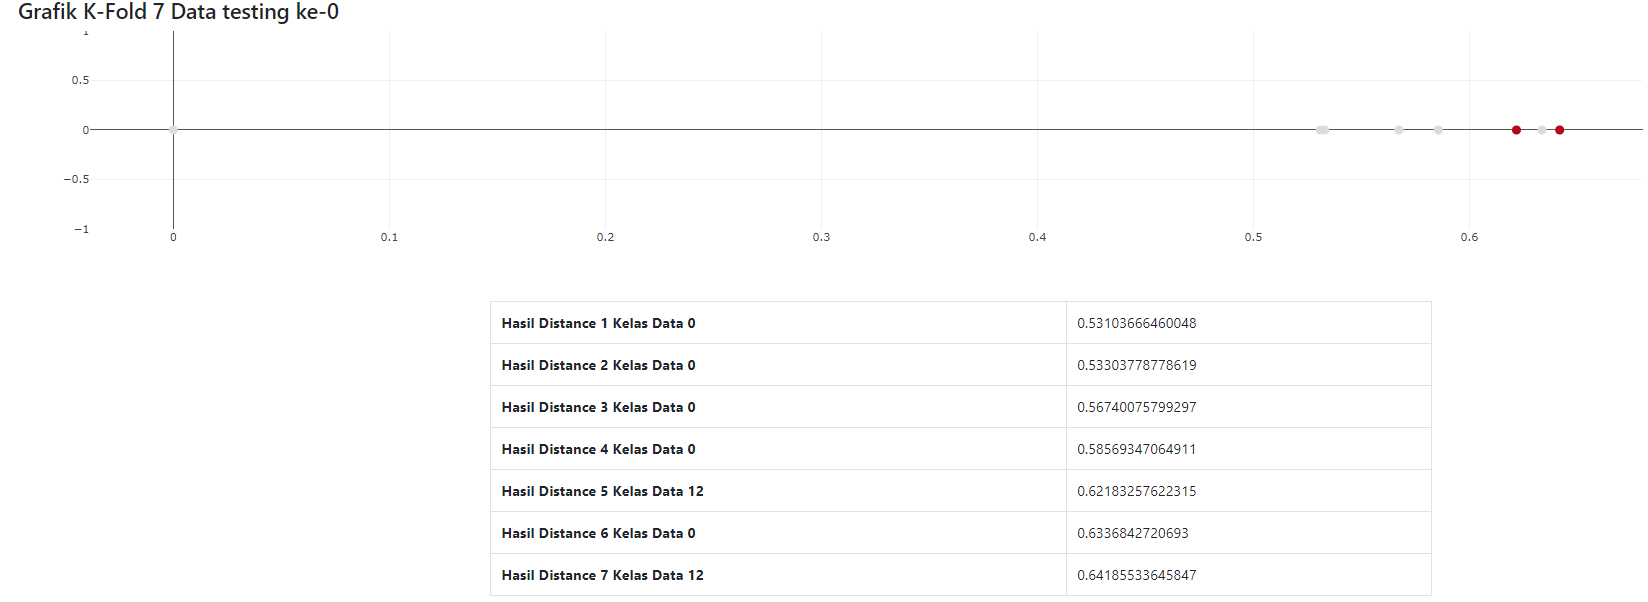 Grafik K-Fold 7 Data testing ke-0
1
0.5
0
−0.5
−1
0 0.1 0.2 0.3 0.4 0.5 0.6
Hasil Distance 1 Kelas Data 0 0.53103666460048
Hasil Distance 2 Kelas Data 0 0.53303778778619
Hasil Distance 3 Kelas Data 0 0.56740075799297
Hasil Distance 4 Kelas Data 0 0.58569347064911
Hasil Distance 5 Kelas Data 12 0.62183257622315
Hasil Distance 6 Kelas Data 0 0.6336842720693
Hasil Distance 7 Kelas Data 12 0.64185533645847